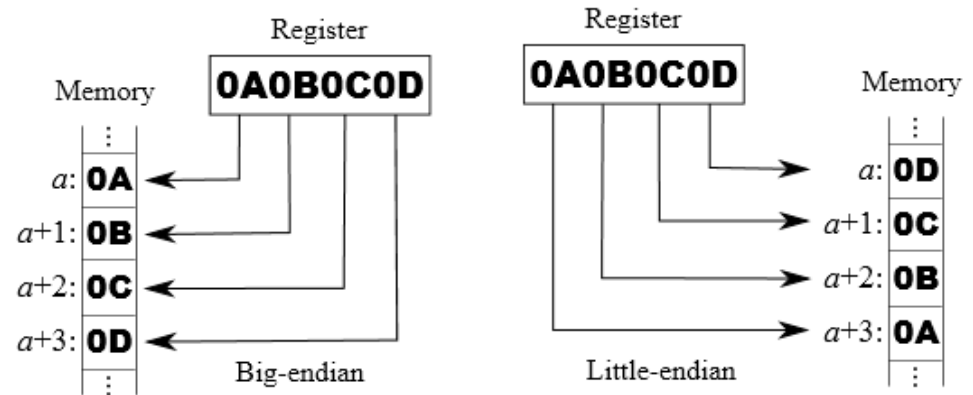 Register
0A0B0C0D
Memory
⋮
a: 0A
a+1: 0B
a+2: 0C
a+3: 0D
⋮
Big-endian
Register
0A0B0C0D
Memory
⋮
a: 0D
a+1: 0C
a+2: 0B
a+3: 0A
⋮
Little-endian